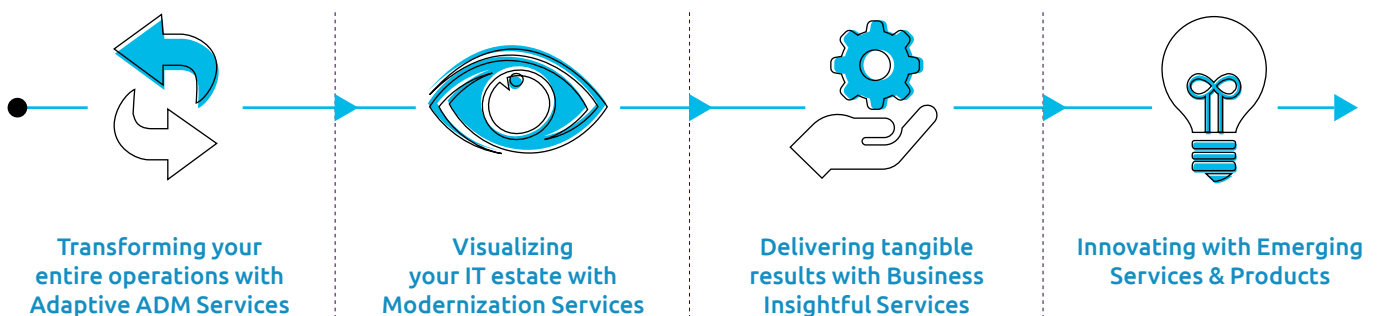 Transforming your
entire operations with
Adaptive ADM Services
Visualizing
your IT estate with
Modernization Services
Delivering tangible
results with Business
Insightful Services
Innovating with Emerging
Services & Products